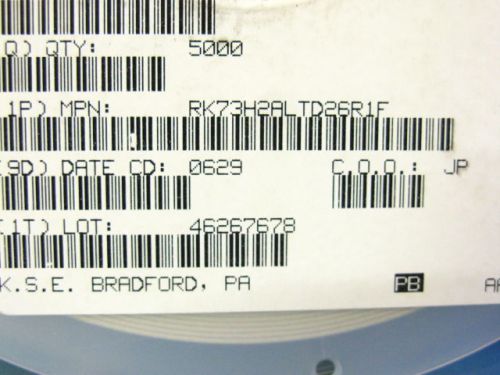 Q) QTY: 5000
1P) MPN: RK73H2ALTD26R1F
(9D) DATE CD: 0629 C.O.O.: JP
(1T) LOT: 46267678
K.S.E. BRADFORD, PA PB